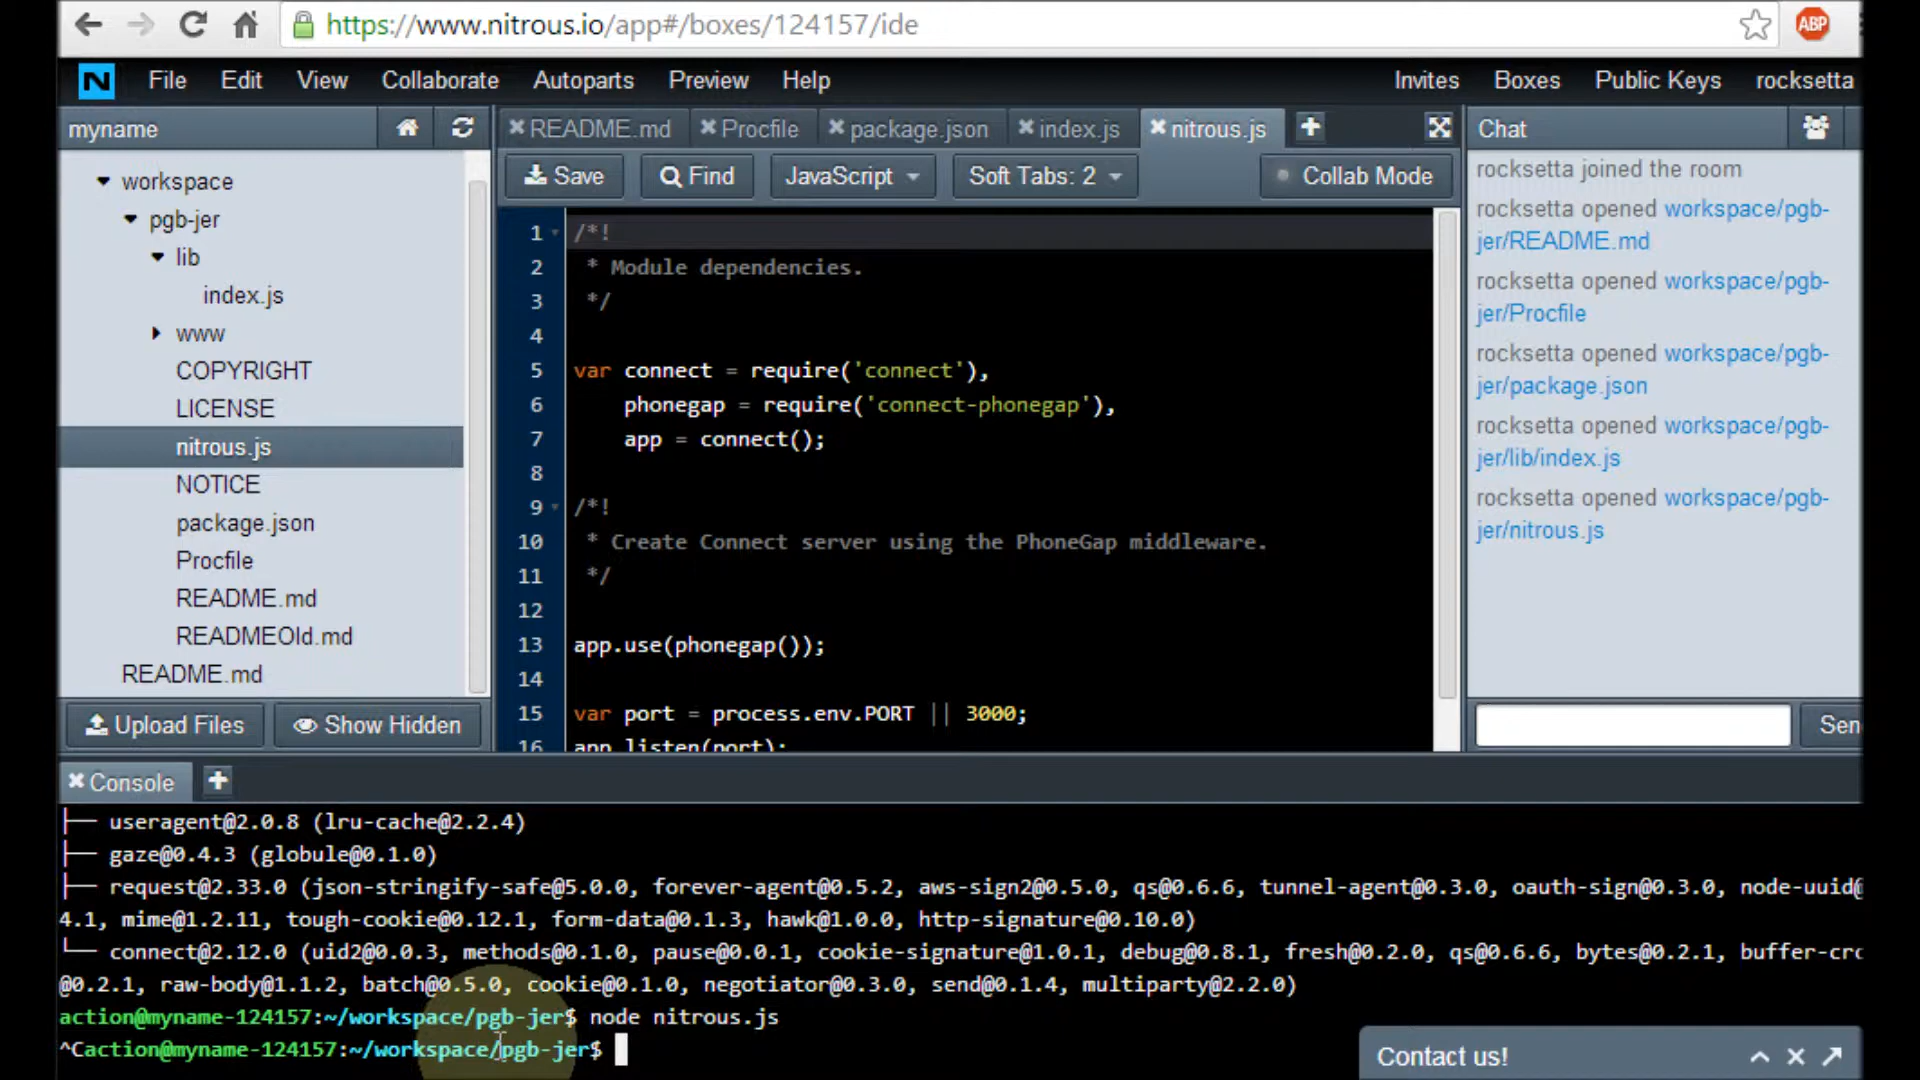 https://www.nitrous.io/app#/boxes/124157/ide
ABP
N File Edit View Collaborate Autoparts Preview Help Invites Boxes Public Keys rocksetta
myname
workspace
pgb-jer
lib
index.js
www
COPYRIGHT
LICENSE
nitrous.js
NOTICE
package.json
Procfile
README.md
READMEOld.md
README.md
Upload Files Show Hidden
README.md Procfile package.json index.js nitrous.js
Save Find JavaScript Soft Tabs: 2 Collab Mode
1 /*!
2 * Module dependencies.
3 */
4
5 var connect = require('connect'),
6 phonegap = require('connect-phonegap'),
7 app = connect();
8
9 /*!
10 * Create Connect server using the PhoneGap middleware.
11 */
12
13 app.use(phonegap());
14
15 var port = process.env.PORT || 3000;
16 app.listen(port);
Chat
rocksetta joined the room
rocksetta opened workspace/pgb-
jer/README.md
rocksetta opened workspace/pgb-
jer/Procfile
rocksetta opened workspace/pgb-
jer/package.json
rocksetta opened workspace/pgb-
jer/lib/index.js
rocksetta opened workspace/pgb-
jer/nitrous.js
Sen
Console
├── useragent@2.0.8 (lru-cache@2.2.4)
├── gaze@0.4.3 (globule@0.1.0)
├── request@2.33.0 (json-stringify-safe@5.0.0, forever-agent@0.5.2, aws-sign2@0.5.0, qs@0.6.6, tunnel-agent@0.3.0, oauth-sign@0.3.0, node-uuid@
4.1, mime@1.2.11, tough-cookie@0.12.1, form-data@0.1.3, hawk@1.0.0, http-signature@0.10.0)
└── connect@2.12.0 (uid2@0.0.3, methods@0.1.0, pause@0.0.1, cookie-signature@1.0.1, debug@0.8.1, fresh@0.2.0, qs@0.6.6, bytes@0.2.1, buffer-crc
@0.2.1, raw-body@1.1.2, batch@0.5.0, cookie@0.1.0, negotiator@0.3.0, send@0.1.4, multiparty@2.2.0)
action@myname-124157:~/workspace/pgb-jer$ node nitrous.js
^Caction@myname-124157:~/workspace/pgb-jer$
Contact us!